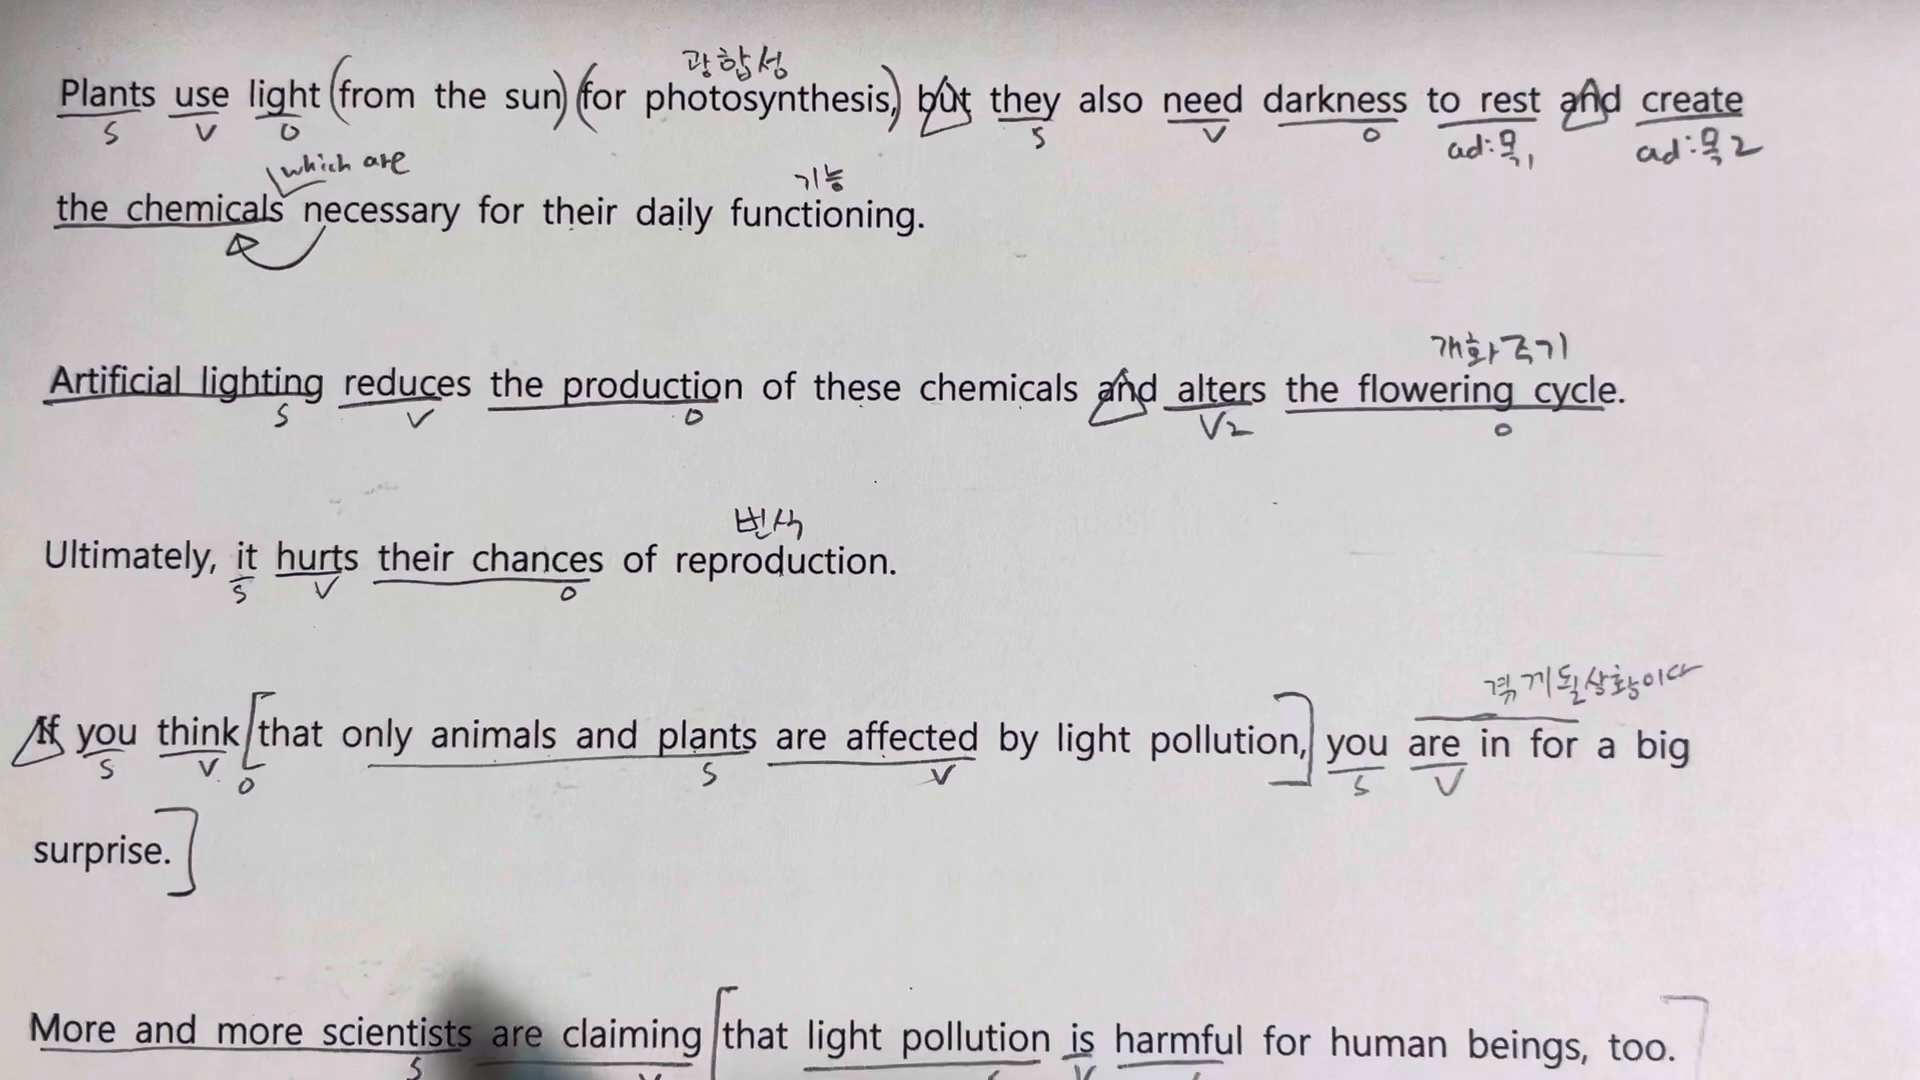 광합성
Plants use light (from the sun) (for photosynthesis,) but they also need darkness to rest and create
S V O S V O ad:목1 ad:목2
which are 기능
the chemicals necessary for their daily functioning.
개화주기
Artificial lighting reduces the production of these chemicals and alters the flowering cycle.
S V O V2 O
번식
Ultimately, it hurts their chances of reproduction.
S V O
겪게될상황이다
If you think [that only animals and plants are affected by light pollution,] you are in for a big
S V O S V S V
surprise.]
More and more scientists are claiming [that light pollution is harmful for human beings, too.]
S V V